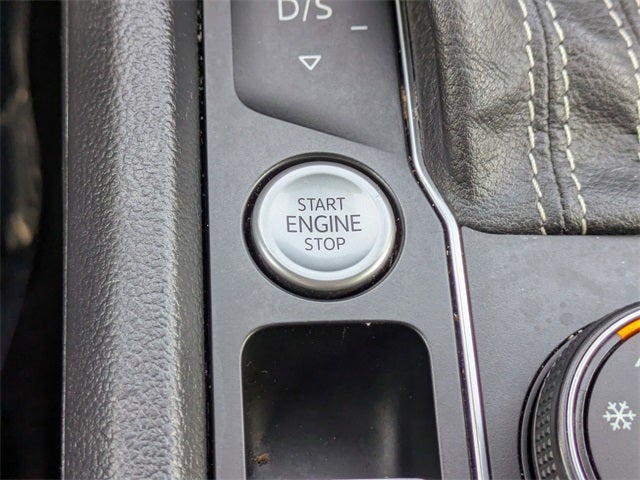 D/S
–
START
ENGINE
STOP